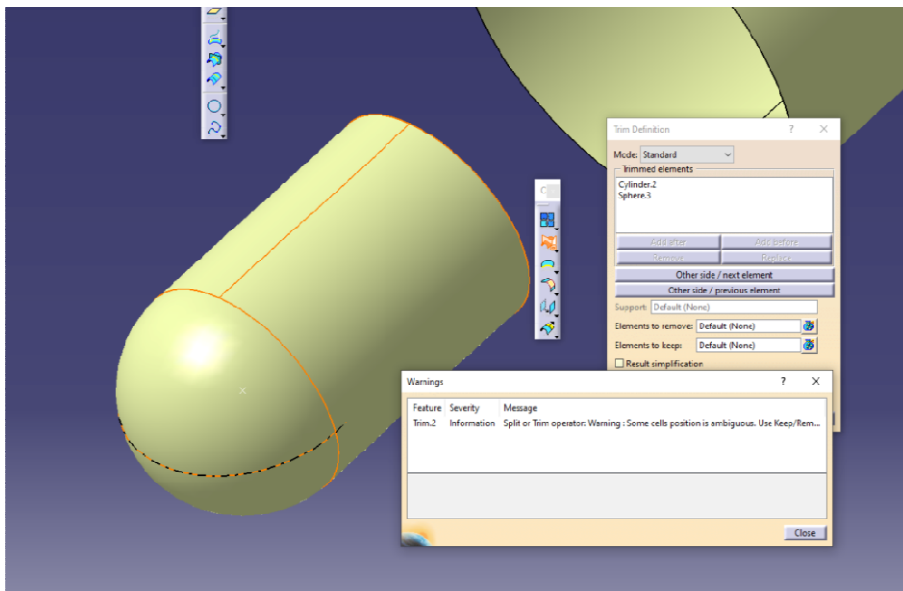 Trim Definition ? X
Mode: Standard
Trimmed elements
Cylinder.2
Sphere.3
Add after Add before
Remove Replace
Other side / next element
Other side / previous element
Support: Default (None)
Elements to remove: Default (None)
Elements to keep: Default (None)
Result simplification
Warnings ? X
Feature Severity Message
Trim.2 Information Split or Trim operator: Warning : Some cells position is ambiguous. Use Keep/Rem...
Close